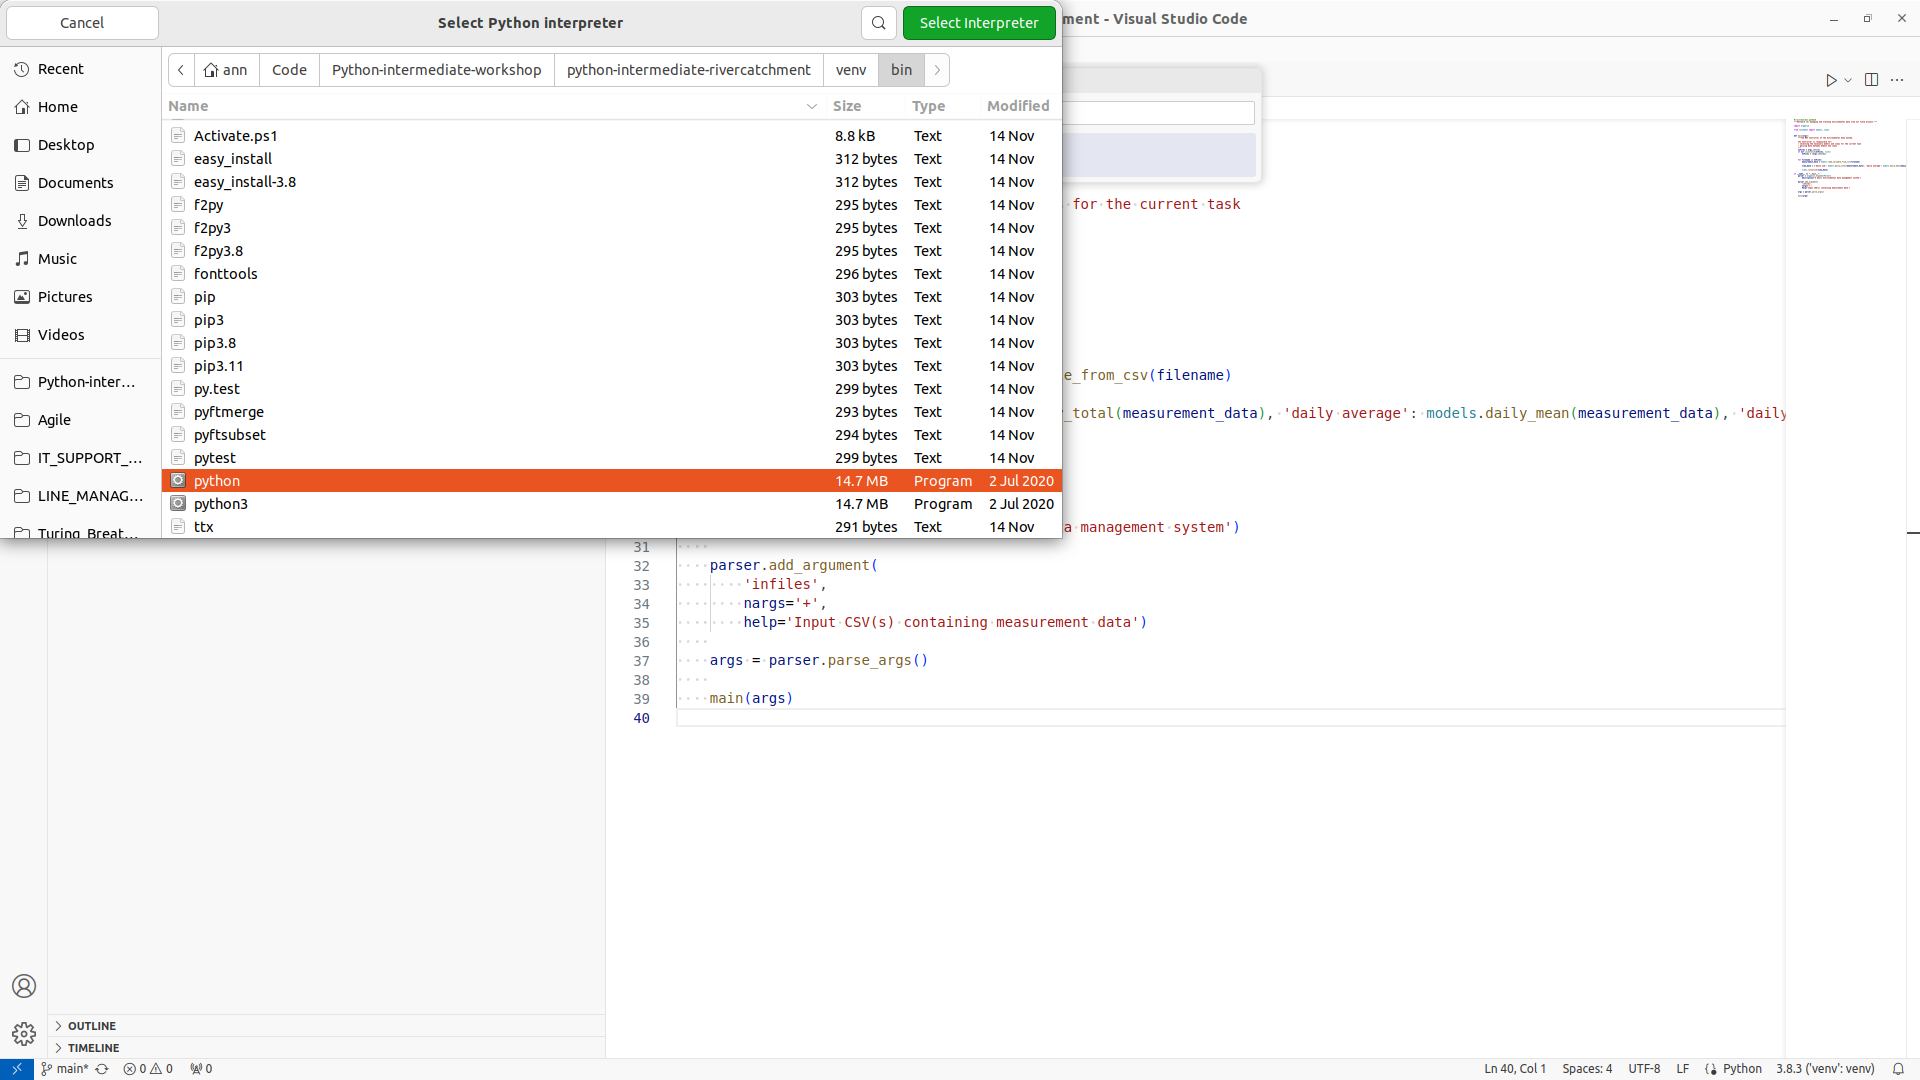 Cancel
Select Python interpreter
Select Interpreter
ment - Visual Studio Code
Recent
Home
Desktop
Documents
Downloads
Music
Pictures
Videos
Python-inter…
Agile
IT_SUPPORT_…
LINE_MANAG…
Turing_Breat…
ann
Code
Python-intermediate-workshop
python-intermediate-rivercatchment
venv
bin
Name Size Type Modified
Activate.ps1 8.8 kB Text 14 Nov
easy_install 312 bytes Text 14 Nov
easy_install-3.8 312 bytes Text 14 Nov
f2py 295 bytes Text 14 Nov
f2py3 295 bytes Text 14 Nov
f2py3.8 295 bytes Text 14 Nov
fonttools 296 bytes Text 14 Nov
pip 303 bytes Text 14 Nov
pip3 303 bytes Text 14 Nov
pip3.8 303 bytes Text 14 Nov
pip3.11 303 bytes Text 14 Nov
py.test 299 bytes Text 14 Nov
pyftmerge 293 bytes Text 14 Nov
pyftsubset 294 bytes Text 14 Nov
pytest 299 bytes Text 14 Nov
python 14.7 MB Program 2 Jul 2020
python3 14.7 MB Program 2 Jul 2020
ttx 291 bytes Text 14 Nov
for the current task
e_from_csv(filename)
_total(measurement_data), 'daily average': models.daily_mean(measurement_data), 'daily
a management system')
31
32 parser.add_argument(
33 'infiles',
34 nargs='+',
35 help='Input CSV(s) containing measurement data')
36
37 args = parser.parse_args()
38
39 main(args)
40
OUTLINE
TIMELINE
main* 0 0 0
Ln 40, Col 1 Spaces: 4 UTF-8 LF Python 3.8.3 ('venv': venv)